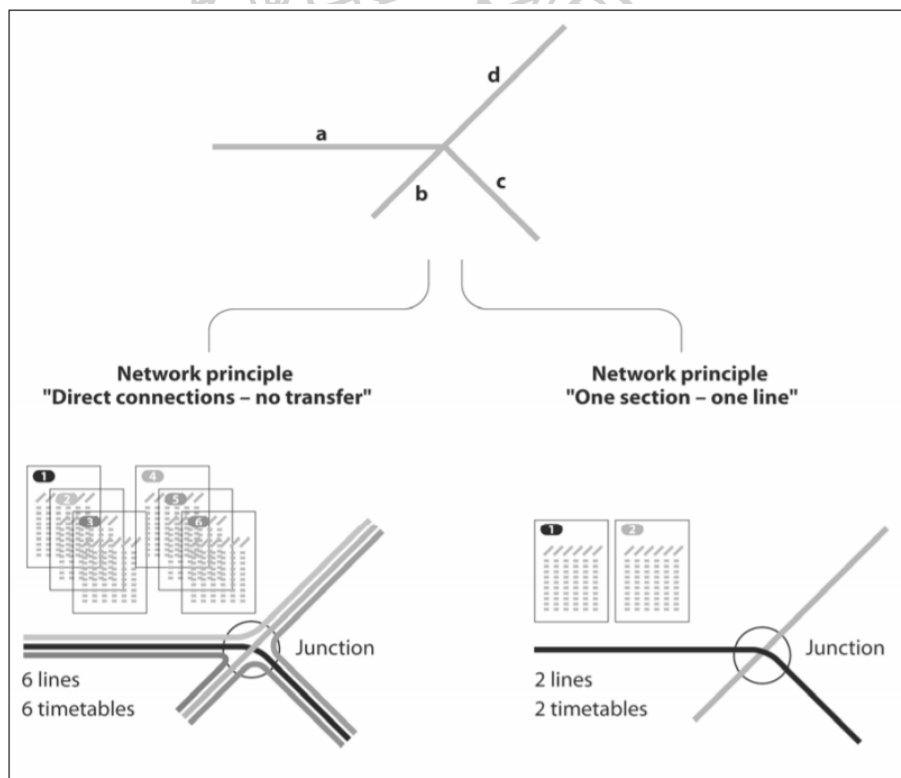 d
a
b
c
Network principle
"Direct connections – no transfer"
Network principle
"One section – one line"
1
2
3
4
5
6
Junction
6 lines
6 timetables
1
2
Junction
2 lines
2 timetables